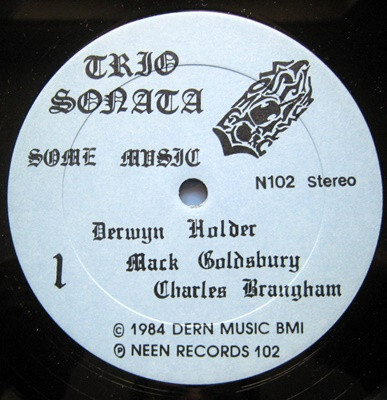 TRIO
SONATA
SOME MUSIC
N102 Stereo
Derwyn Holder
1
Mack Goldsbury
Charles Braugham
© 1984 DERN MUSIC BMI
℗ NEEN RECORDS 102